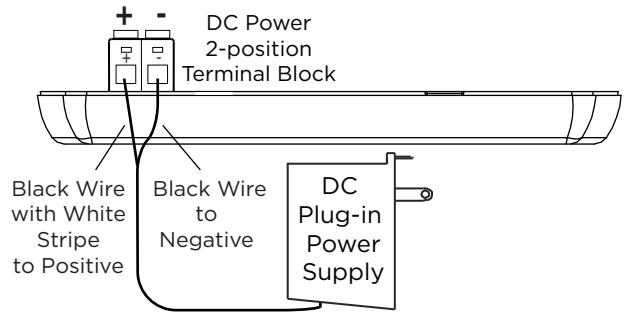 + -
DC Power
2-position
Terminal Block
+ -
Black Wire
with White
Stripe
to Positive
Black Wire
to
Negative
DC
Plug-in
Power
Supply